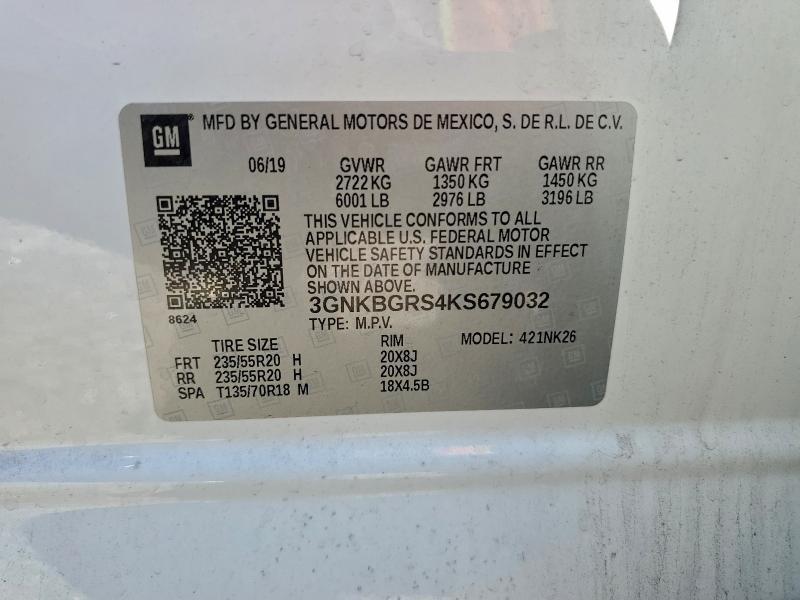 GM ® MFD BY GENERAL MOTORS DE MEXICO, S. DE R.L. DE C.V.
06/19 GVWR GAWR FRT GAWR RR
2722 KG 1350 KG 1450 KG
6001 LB 2976 LB 3196 LB
THIS VEHICLE CONFORMS TO ALL
APPLICABLE U.S. FEDERAL MOTOR
VEHICLE SAFETY STANDARDS IN EFFECT
ON THE DATE OF MANUFACTURE
SHOWN ABOVE.
3GNKBGRS4KS679032
8624
TYPE: M.P.V. MODEL: 421NK26
TIRE SIZE RIM
FRT 235/55R20 H 20X8J
RR 235/55R20 H 20X8J
SPA T135/70R18 M 18X4.5B